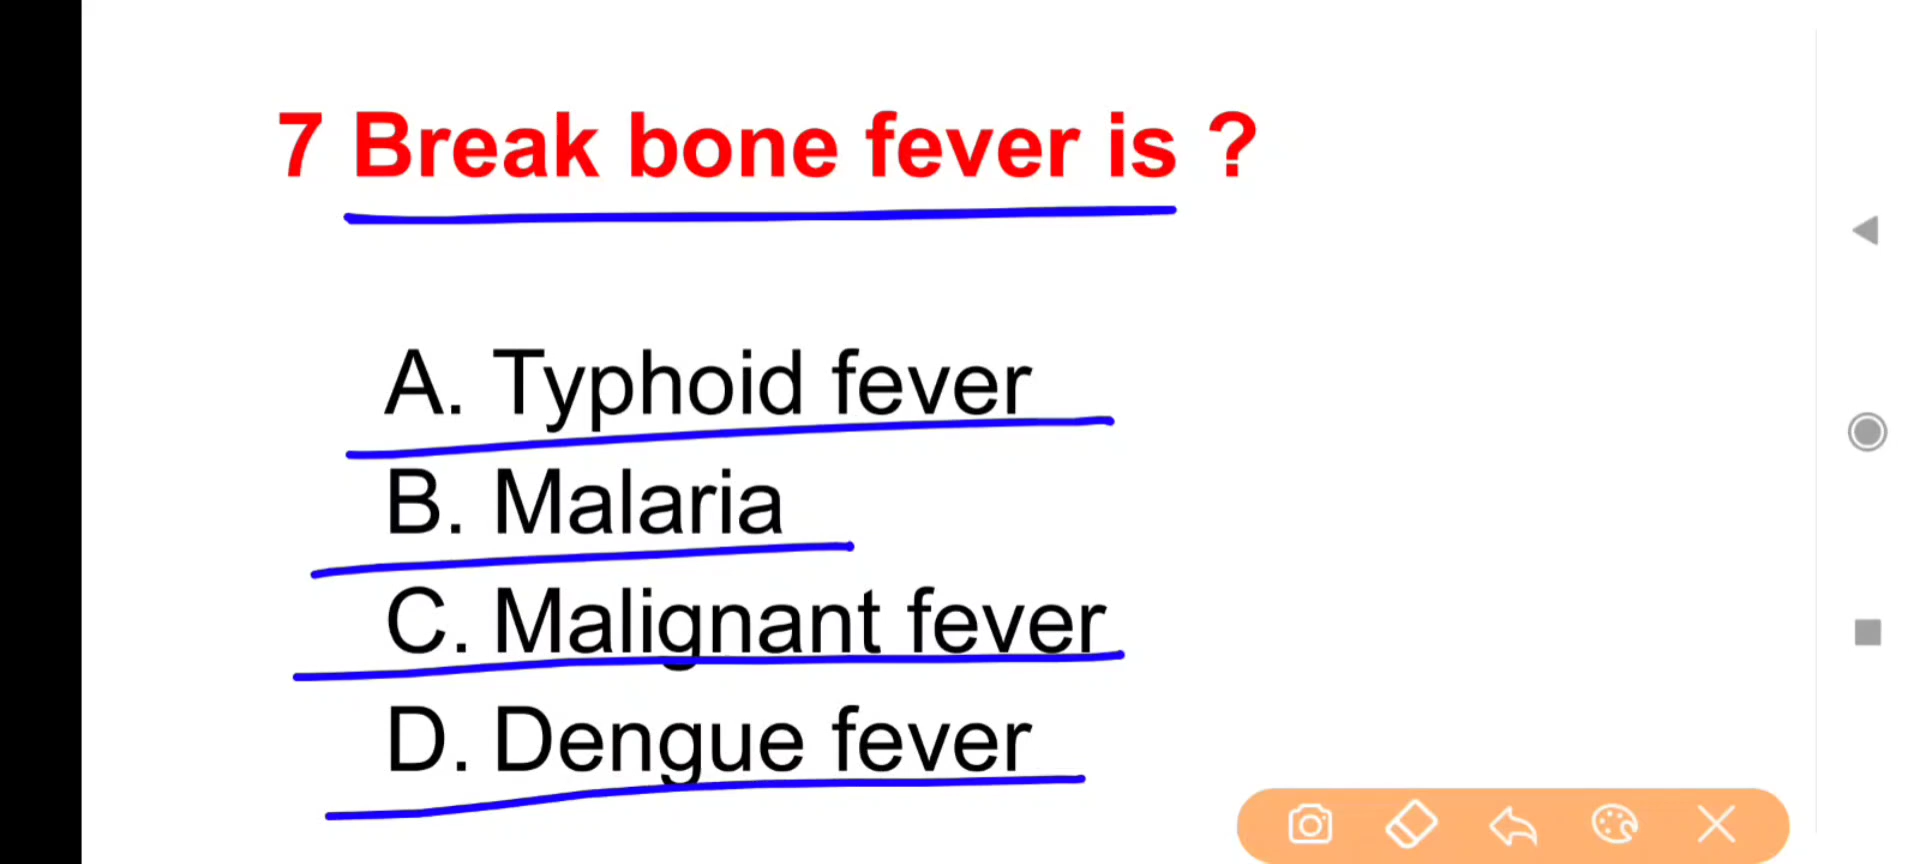 7 Break bone fever is ?
A. Typhoid fever
B. Malaria
C. Malignant fever
D. Dengue fever